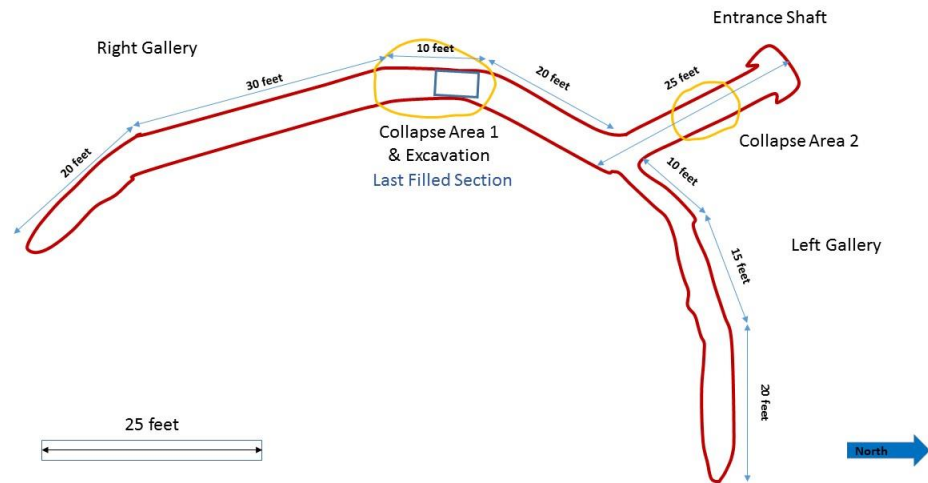 Entrance Shaft
Right Gallery
10 feet
30 feet
20 feet
25 feet
20 feet
Collapse Area 1
& Excavation
Last Filled Section
Collapse Area 2
10 feet
Left Gallery
15 feet
20 feet
25 feet
North